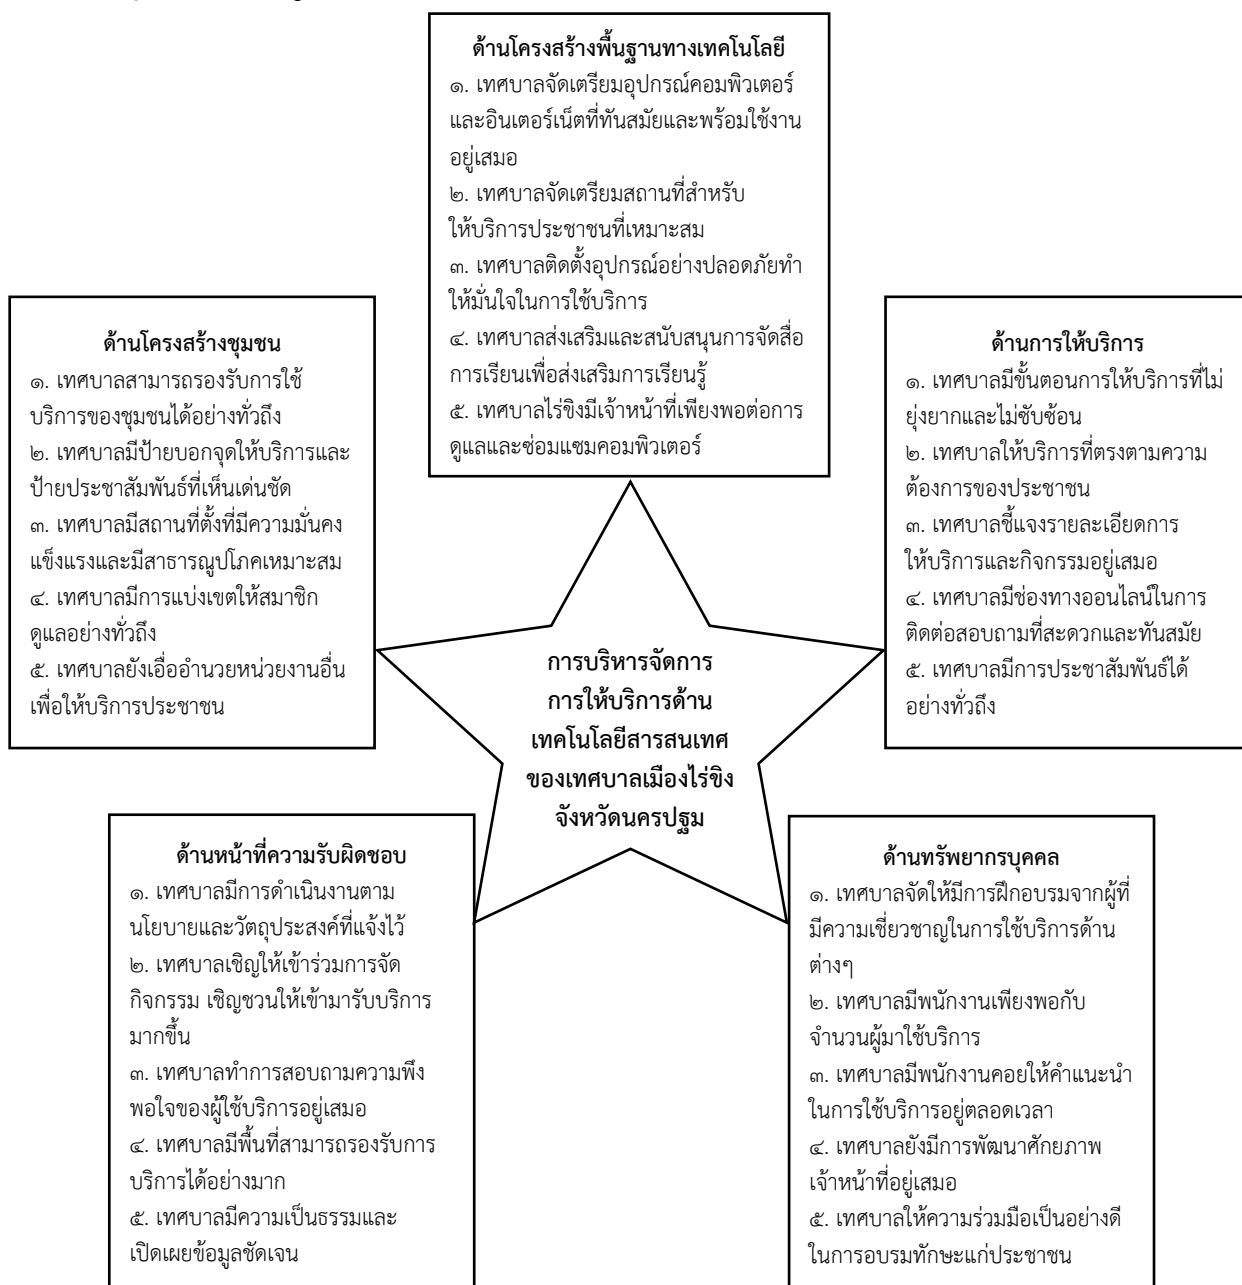 ด้านโครงสร้างพื้นฐานทางเทคโนโลยี
๑. เทศบาลจัดเตรียมอุปกรณ์คอมพิวเตอร์
และอินเตอร์เน็ตที่ทันสมัยและพร้อมใช้งาน
อยู่เสมอ
๒. เทศบาลจัดเตรียมสถานที่สำหรับ
ให้บริการประชาชนที่เหมาะสม
๓. เทศบาลติดตั้งอุปกรณ์อย่างปลอดภัยทำ
ให้มั่นใจในการใช้บริการ
๔. เทศบาลส่งเสริมและสนับสนุนการจัดสื่อ
การเรียนเพื่อส่งเสริมการเรียนรู้
๕. เทศบาลไร่ขิงมีเจ้าหน้าที่เพียงพอต่อการ
ดูแลและซ่อมแซมคอมพิวเตอร์
ด้านโครงสร้างชุมชน
๑. เทศบาลสามารถรองรับการใช้
บริการของชุมชนได้อย่างทั่วถึง
๒. เทศบาลมีป้ายบอกจุดให้บริการและ
ป้ายประชาสัมพันธ์ที่เห็นเด่นชัด
๓. เทศบาลมีสถานที่ตั้งที่มีความมั่นคง
แข็งแรงและมีสาธารณูปโภคเหมาะสม
๔. เทศบาลมีการแบ่งเขตให้สมาชิก
ดูแลอย่างทั่วถึง
๕. เทศบาลยังเอื้ออำนวยหน่วยงานอื่น
เพื่อให้บริการประชาชน
ด้านการให้บริการ
๑. เทศบาลมีขั้นตอนการให้บริการที่ไม่
ยุ่งยากและไม่ซับซ้อน
๒. เทศบาลให้บริการที่ตรงตามความ
ต้องการของประชาชน
๓. เทศบาลชี้แจงรายละเอียดการ
ให้บริการและกิจกรรมอยู่เสมอ
๔. เทศบาลมีช่องทางออนไลน์ในการ
ติดต่อสอบถามที่สะดวกและทันสมัย
๕. เทศบาลมีการประชาสัมพันธ์ได้
อย่างทั่วถึง
การบริหารจัดการ
การให้บริการด้าน
เทคโนโลยีสารสนเทศ
ของเทศบาลเมืองไร่ขิง
จังหวัดนครปฐม
ด้านหน้าที่ความรับผิดชอบ
๑. เทศบาลมีการดำเนินงานตาม
นโยบายและวัตถุประสงค์ที่แจ้งไว้
๒. เทศบาลเชิญให้เข้าร่วมการจัด
กิจกรรม เชิญชวนให้เข้ามารับบริการ
มากขึ้น
๓. เทศบาลทำการสอบถามความพึง
พอใจของผู้ใช้บริการอยู่เสมอ
๔. เทศบาลมีพื้นที่สามารถรองรับการ
บริการได้อย่างมาก
๕. เทศบาลมีความเป็นธรรมและ
เปิดเผยข้อมูลชัดเจน
ด้านทรัพยากรบุคคล
๑. เทศบาลจัดให้มีการฝึกอบรมจากผู้ที่
มีความเชี่ยวชาญในการใช้บริการด้าน
ต่างๆ
๒. เทศบาลมีพนักงานเพียงพอกับ
จำนวนผู้มาใช้บริการ
๓. เทศบาลมีพนักงานคอยให้คำแนะนำ
ในการใช้บริการอยู่ตลอดเวลา
๔. เทศบาลยังมีการพัฒนาศักยภาพ
เจ้าหน้าที่อยู่เสมอ
๕. เทศบาลให้ความร่วมมือเป็นอย่างดี
ในการอบรมทักษะแก่ประชาชน